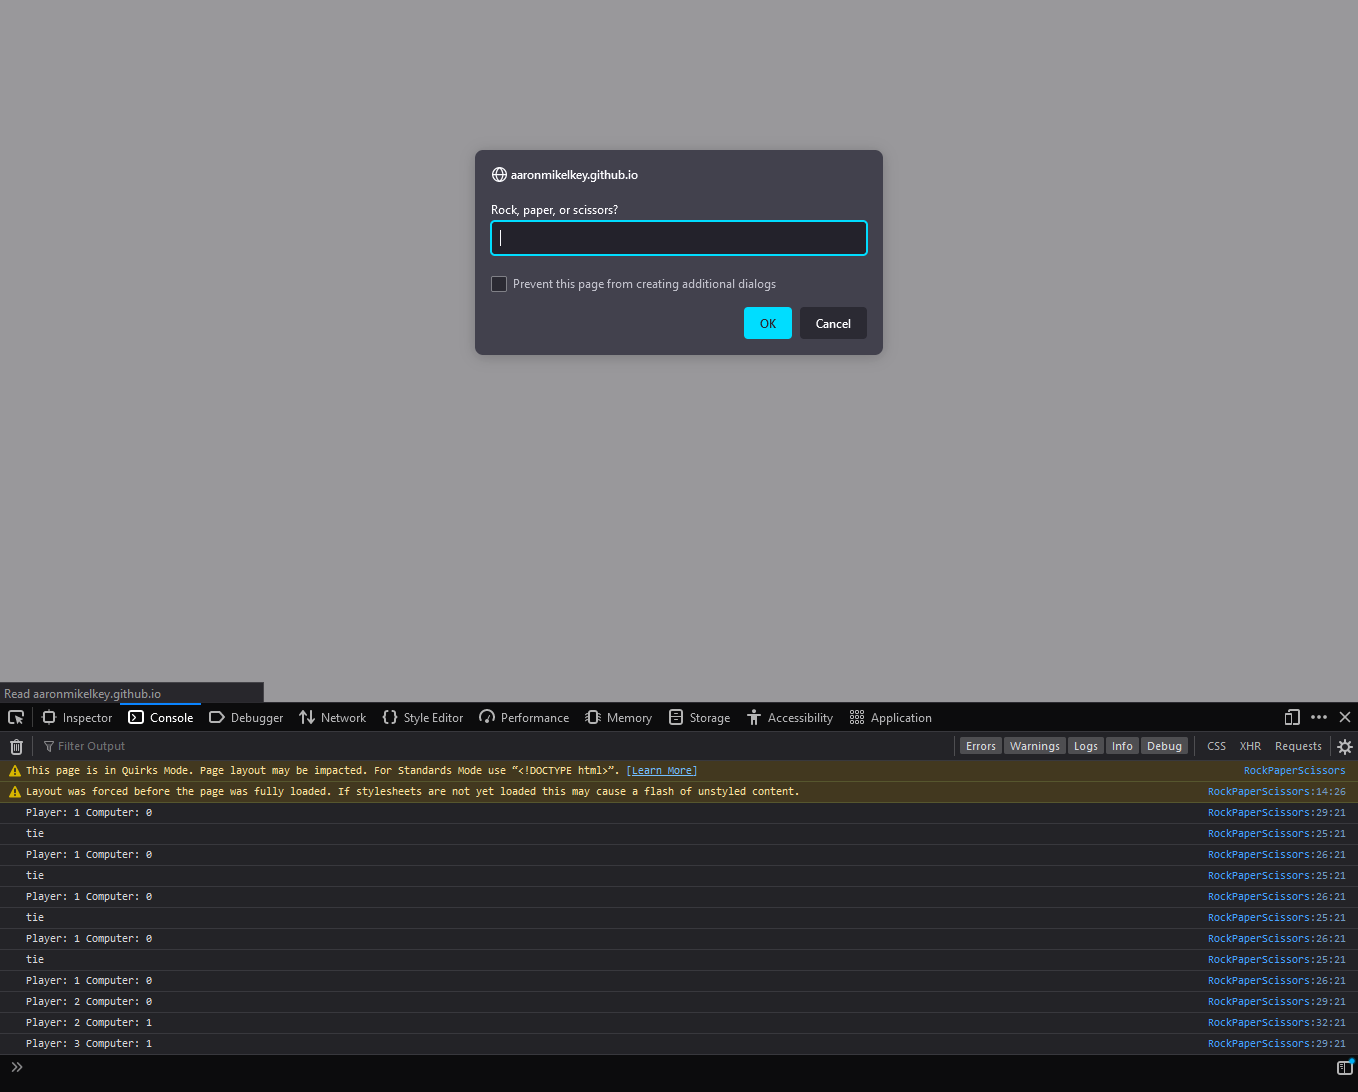 aaronmikelkey.github.io
Rock, paper, or scissors?
Prevent this page from creating additional dialogs
OK Cancel
Read aaronmikelkey.github.io
Inspector Console Debugger Network Style Editor Performance Memory Storage Accessibility Application
Filter Output Errors Warnings Logs Info Debug CSS XHR Requests
This page is in Quirks Mode. Page layout may be impacted. For Standards Mode use “<!DOCTYPE html>”. [Learn More] RockPaperScissors
Layout was forced before the page was fully loaded. If stylesheets are not yet loaded this may cause a flash of unstyled content. RockPaperScissors:14:26
Player: 1 Computer: 0 RockPaperScissors:29:21
tie RockPaperScissors:25:21
Player: 1 Computer: 0 RockPaperScissors:26:21
tie RockPaperScissors:25:21
Player: 1 Computer: 0 RockPaperScissors:26:21
tie RockPaperScissors:25:21
Player: 1 Computer: 0 RockPaperScissors:26:21
tie RockPaperScissors:25:21
Player: 1 Computer: 0 RockPaperScissors:26:21
Player: 2 Computer: 0 RockPaperScissors:29:21
Player: 2 Computer: 1 RockPaperScissors:32:21
Player: 3 Computer: 1 RockPaperScissors:29:21